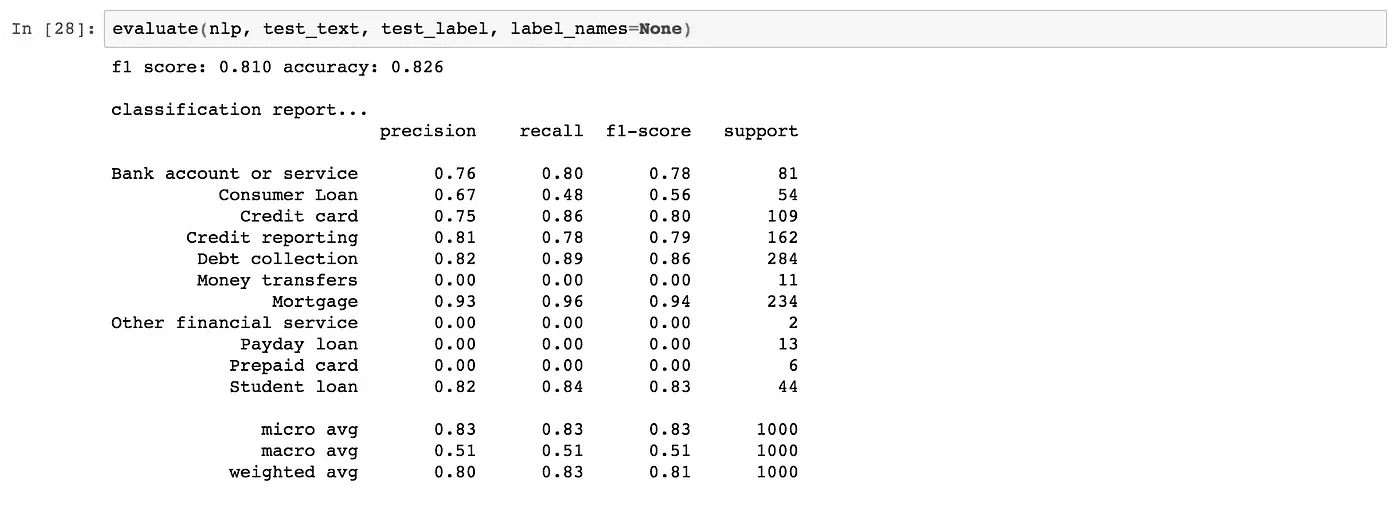 In [28]: evaluate(nlp, test_text, test_label, label_names=None)
f1 score: 0.810 accuracy: 0.826
classification report...
precision recall f1-score support
Bank account or service 0.76 0.80 0.78 81
Consumer Loan 0.67 0.48 0.56 54
Credit card 0.75 0.86 0.80 109
Credit reporting 0.81 0.78 0.79 162
Debt collection 0.82 0.89 0.86 284
Money transfers 0.00 0.00 0.00 11
Mortgage 0.93 0.96 0.94 234
Other financial service 0.00 0.00 0.00 2
Payday loan 0.00 0.00 0.00 13
Prepaid card 0.00 0.00 0.00 6
Student loan 0.82 0.84 0.83 44
micro avg 0.83 0.83 0.83 1000
macro avg 0.51 0.51 0.51 1000
weighted avg 0.80 0.83 0.81 1000